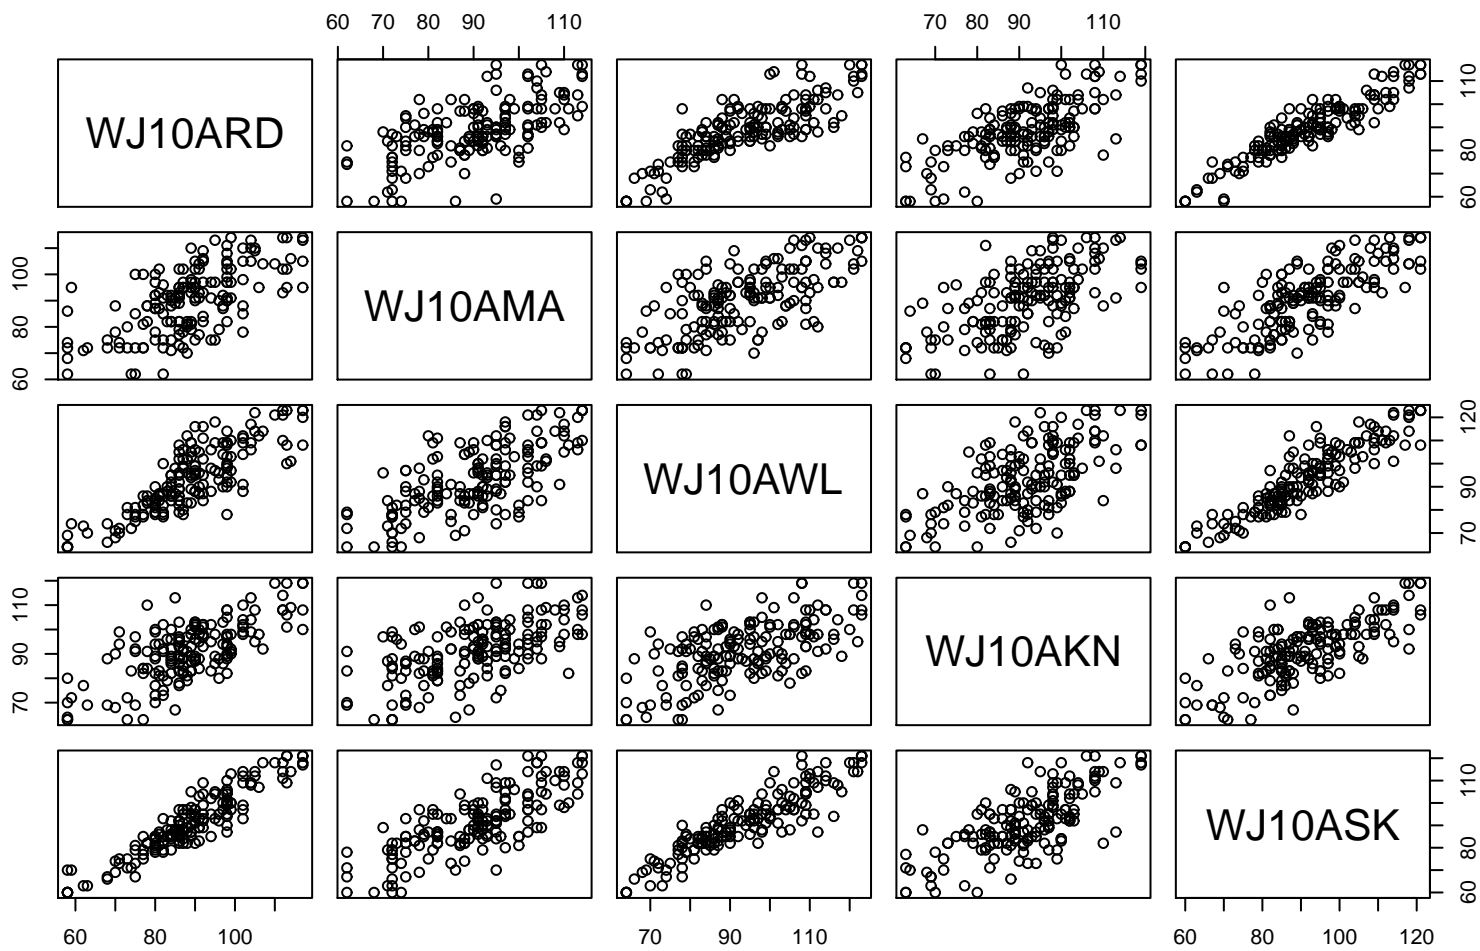 60 70 80 90 110 70 80 90 110
WJ10ARD 60 80 110
60 80 100 WJ10AMA
WJ10AWL 70 90 120
70 90 110 WJ10AKN
WJ10ASK 60 80 110
60 80 100 70 90 110 60 80 100 120